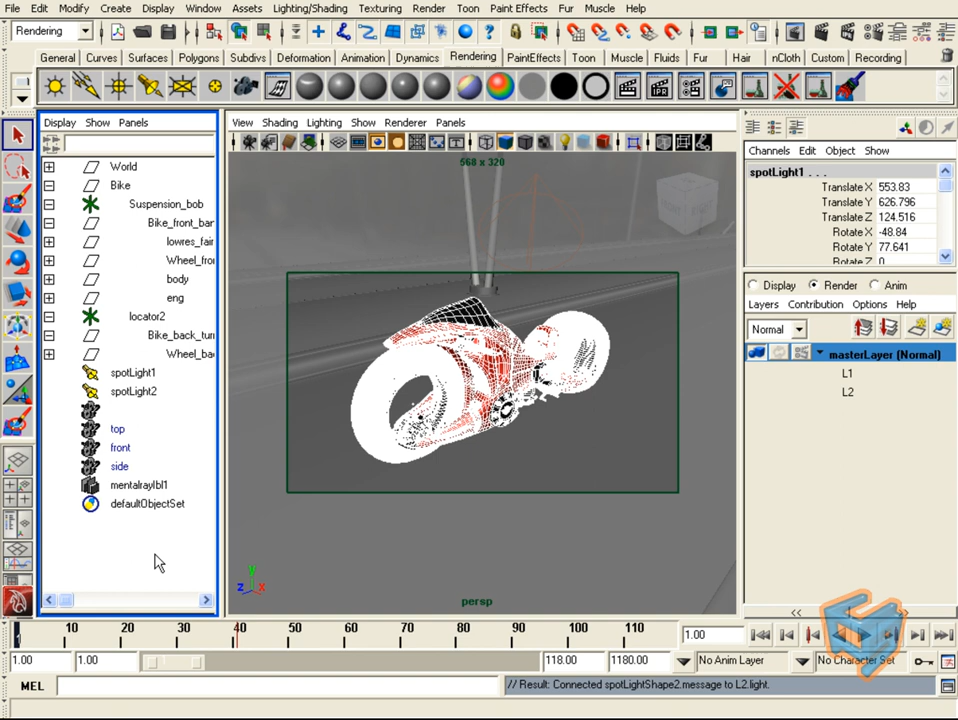 File Edit Modify Create Display Window Assets Lighting/Shading Texturing Render Toon Paint Effects Fur Muscle Help
Rendering
General Curves Surfaces Polygons Subdivs Deformation Animation Dynamics Rendering PaintEffects Toon Muscle Fluids Fur Hair nCloth Custom Recording
IPR
Display Show Panels
View Shading Lighting Show Renderer Panels
Channels Edit Object Show
568 x 320
World
Bike
Suspension_bob
Bike_front_bar
lowres_fair
Wheel_fro
body
eng
locator2
Bike_back_tur
Wheel_ba
spotLight1
spotLight2
top
front
side
mentalrayIbl1
defaultObjectSet
y
z x
persp
spotLight1 . . .
Translate X 553.83
Translate Y 626.796
Translate Z 124.516
Rotate X -48.84
Rotate Y 77.641
Rotate Z 0
Display Render Anim
Layers Contribution Options Help
Normal
masterLayer (Normal)
L1
L2
10 20 30 40 50 60 70 80 90 100 110
1.00
1.00 1.00 118.00 1180.00 No Anim Layer No Character Set
MEL // Result: Connected spotLightShape2.message to L2.light.